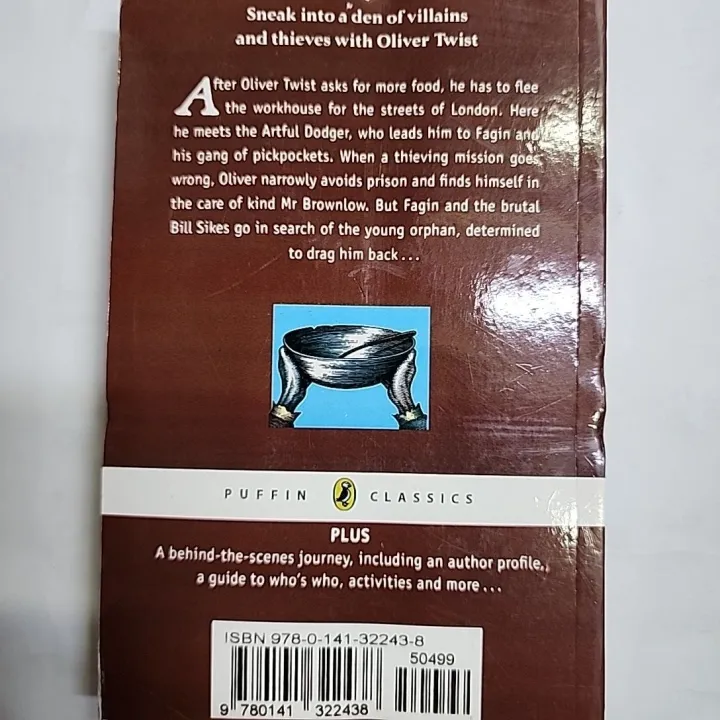 Sneak into a den of villains
and thieves with Oliver Twist
After Oliver Twist asks for more food, he has to flee
the workhouse for the streets of London. Here
he meets the Artful Dodger, who leads him to Fagin and
his gang of pickpockets. When a thieving mission goes
wrong, Oliver narrowly avoids prison and finds himself in
the care of kind Mr Brownlow. But Fagin and the brutal
Bill Sikes go in search of the young orphan, determined
to drag him back...
PUFFIN CLASSICS
PLUS
A behind-the-scenes journey, including an author profile,
a guide to who's who, activities and more...
ISBN 978-0-141-32243-8
50499
9 780141 322438